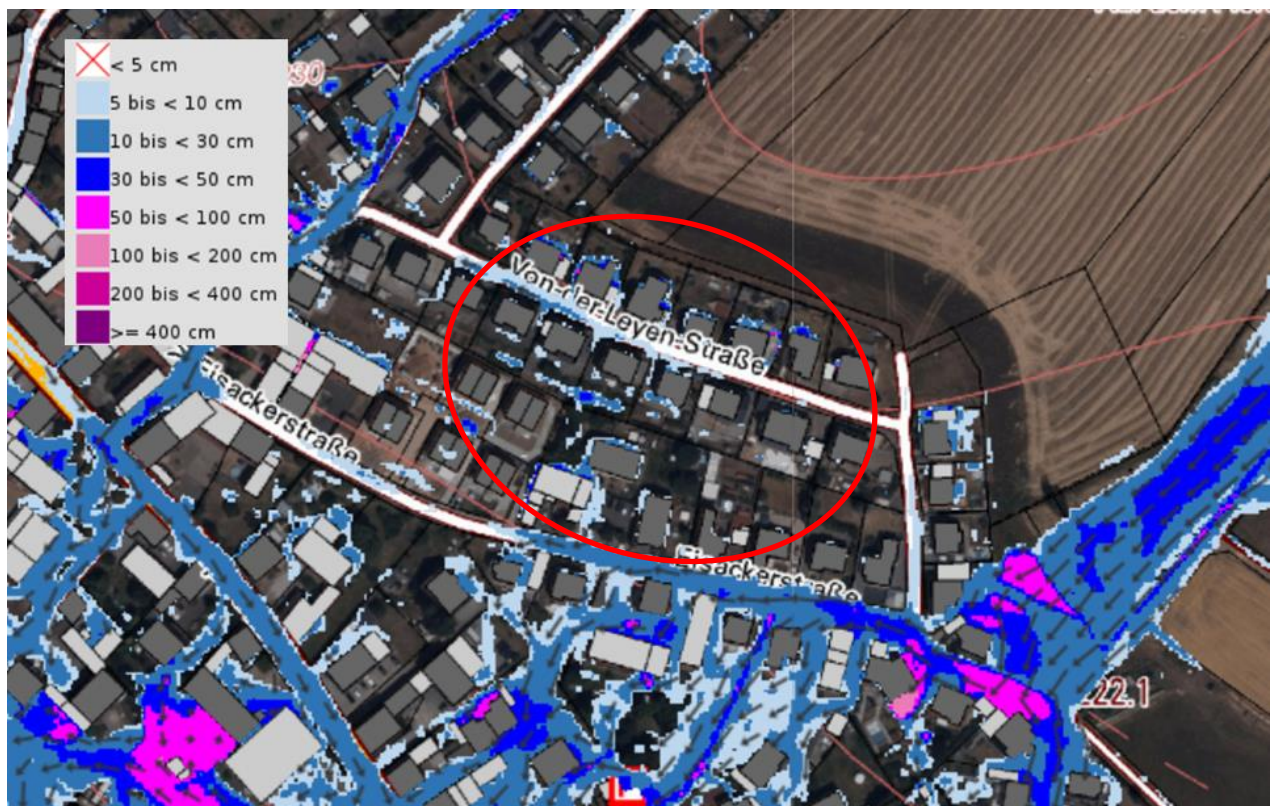 < 5 cm
5 bis < 10 cm
10 bis < 30 cm
30 bis < 50 cm
50 bis < 100 cm
100 bis < 200 cm
200 bis < 400 cm
>= 400 cm
Von-der-Leyen-Straße
Eisackerstraße
Eisackerstraße
222.1